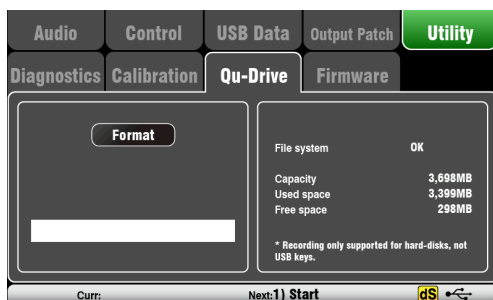 Audio Control USB Data Output Patch Utility
Diagnostics Calibration Qu-Drive Firmware
Format
File system OK
Capacity 3,698MB
Used space 3,399MB
Free space 298MB
* Recording only supported for hard-disks, not
USB keys.
Curr: Next:1) Start dS